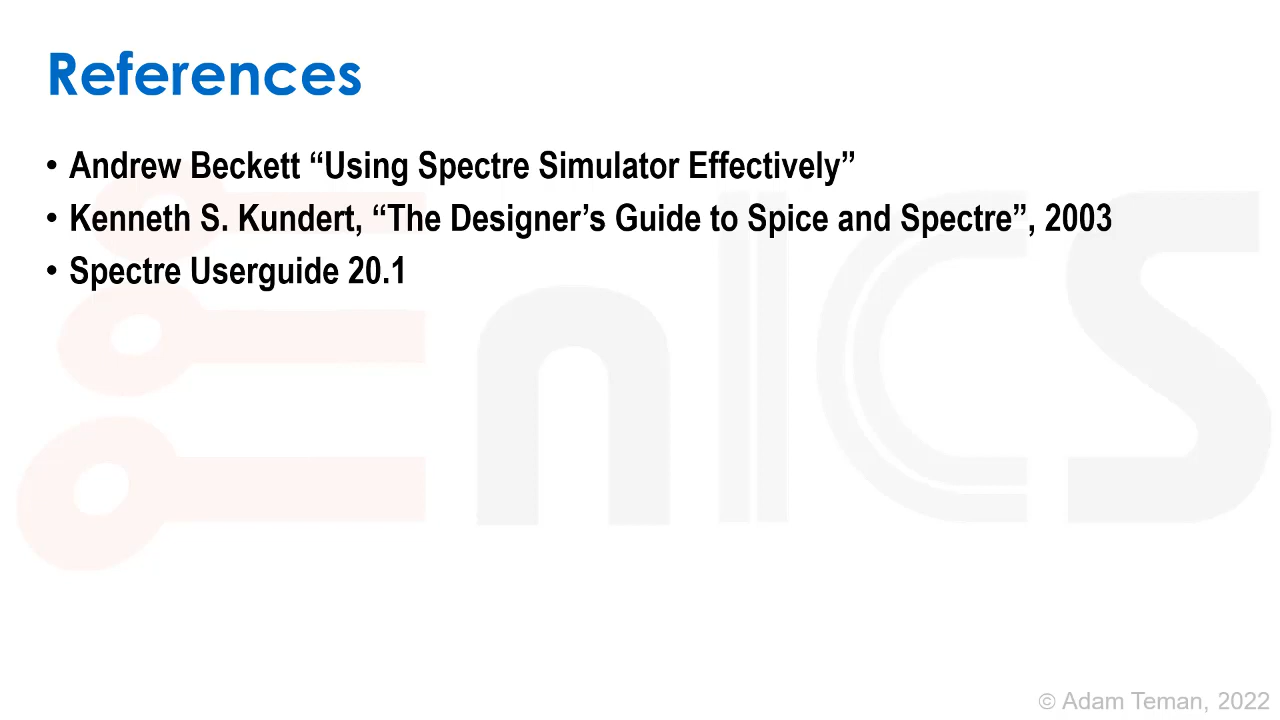 References
• Andrew Beckett “Using Spectre Simulator Effectively”
• Kenneth S. Kundert, “The Designer’s Guide to Spice and Spectre”, 2003
• Spectre Userguide 20.1
EnICS
© Adam Teman, 2022